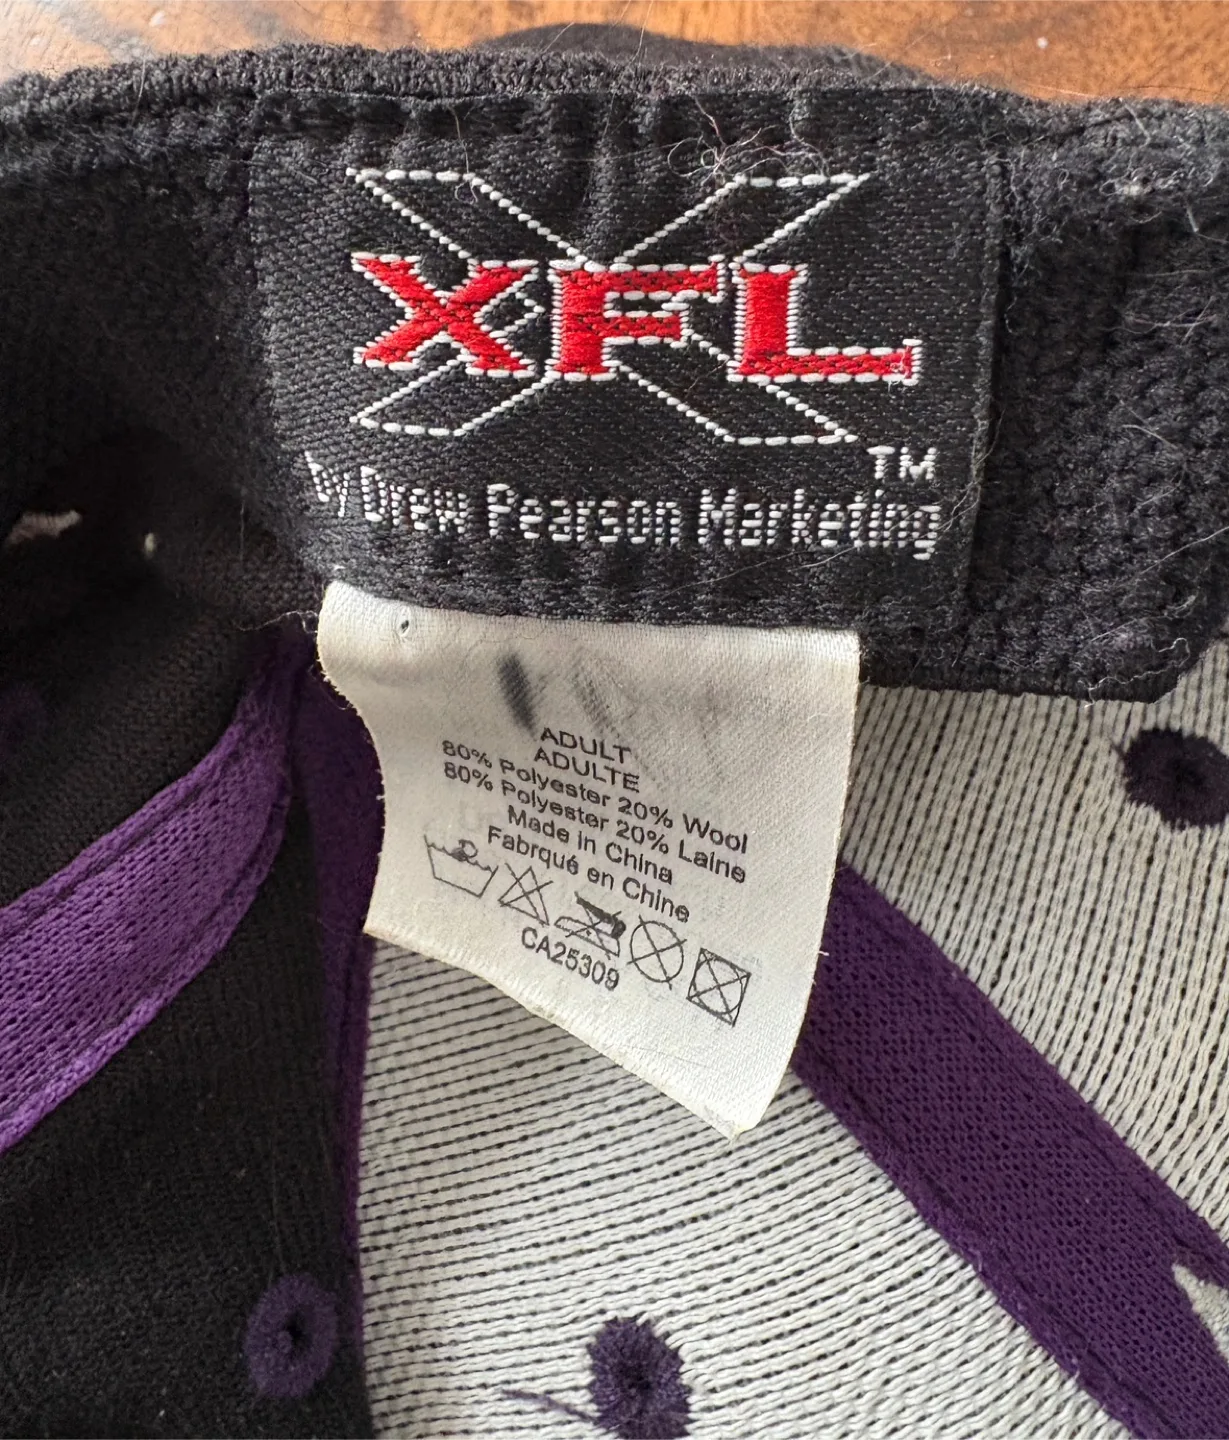 XFL
TM
by Drew Pearson Marketing
ADULT
ADULTE
80% Polyester 20% Wool
80% Polyester 20% Laine
Made in China
Fabrqué en Chine
CA25309